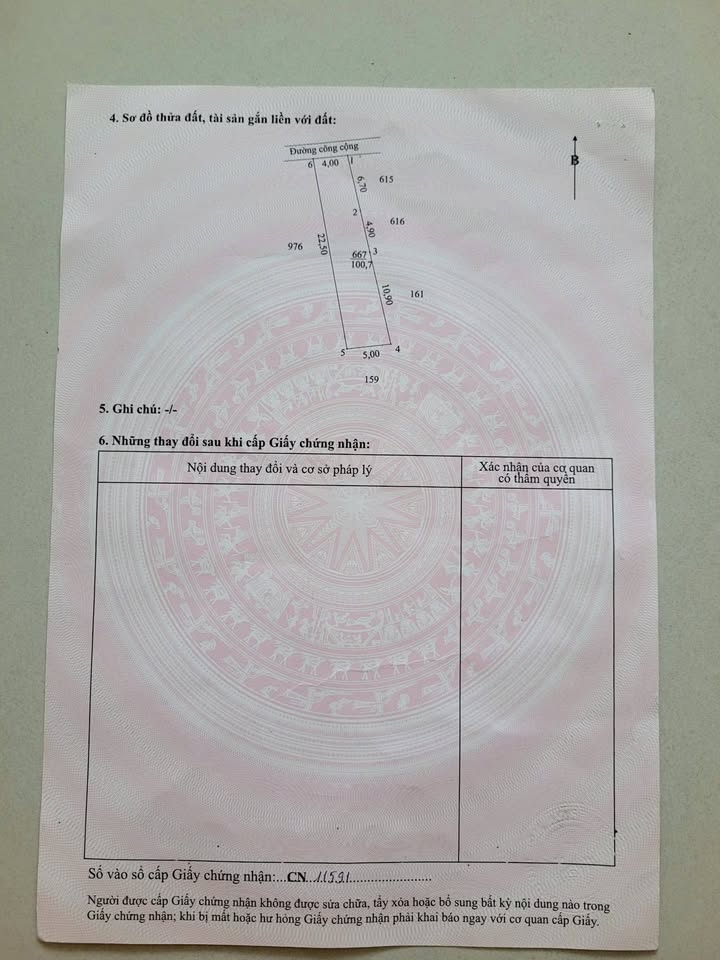 4. Sơ đồ thửa đất, tài sản gắn liền với đất:
Đường công cộng
B
6 4,00 1
6,70 615
2
4,90 616
976 22,50
667 3
100,7
10,90 161
5 5,00 4
159
5. Ghi chú: -/-
6. Những thay đổi sau khi cấp Giấy chứng nhận:
Nội dung thay đổi và cơ sở pháp lý
Xác nhận của cơ quan
có thẩm quyền
Số vào sổ cấp Giấy chứng nhận:...CN...11591...................
Người được cấp Giấy chứng nhận không được sửa chữa, tẩy xóa hoặc bổ sung bất kỳ nội dung nào trong
Giấy chứng nhận; khi bị mất hoặc hư hỏng Giấy chứng nhận phải khai báo ngay với cơ quan cấp Giấy.